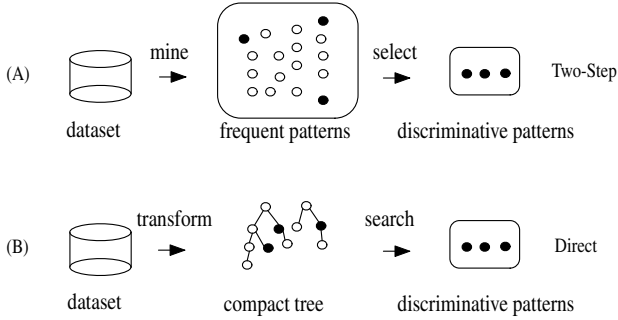 mine
select
(A)
Two-Step
dataset
frequent patterns
discriminative patterns
transform
search
(B)
Direct
dataset
compact tree
discriminative patterns